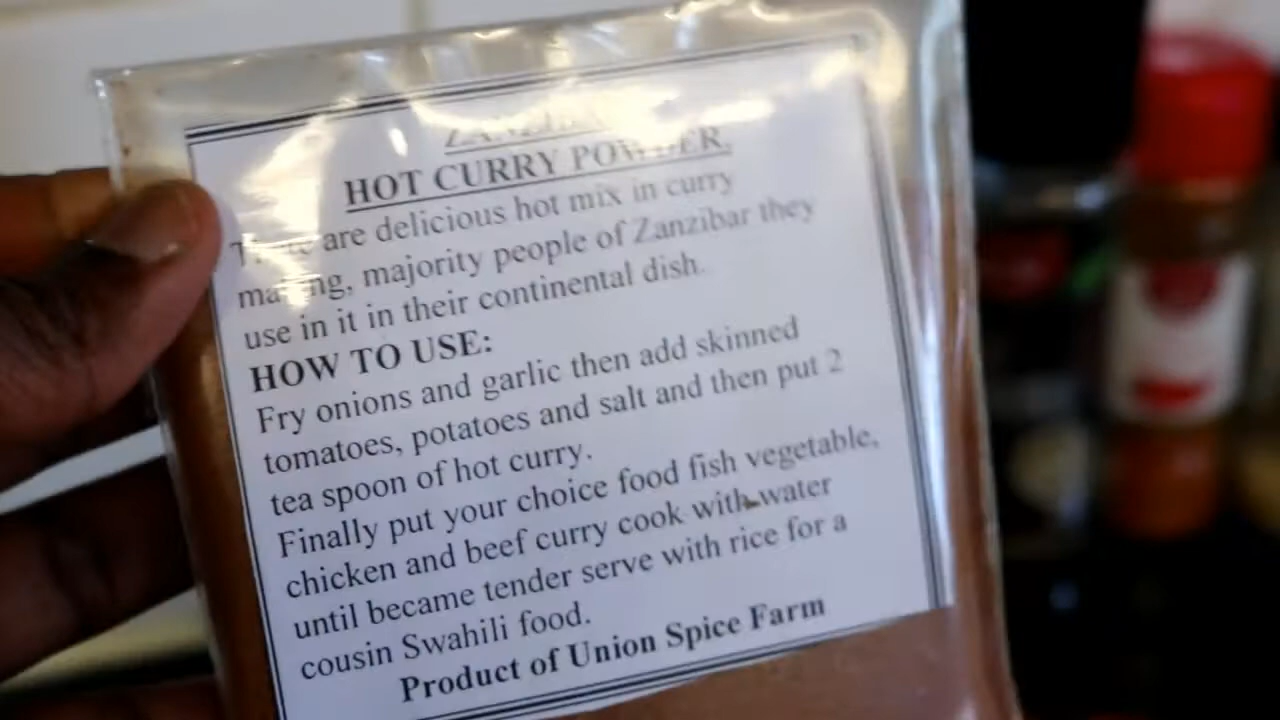 HOT CURRY POWDER.
are delicious hot mix in curry
making, majority people of Zanzibar they
use in it in their continental dish.
HOW TO USE:
Fry onions and garlic then add skinned
tomatoes, potatoes and salt and then put 2
tea spoon of hot curry.
Finally put your choice food fish vegetable,
chicken and beef curry cook with water
until became tender serve with rice for a
cousin Swahili food.
Product of Union Spice Farm